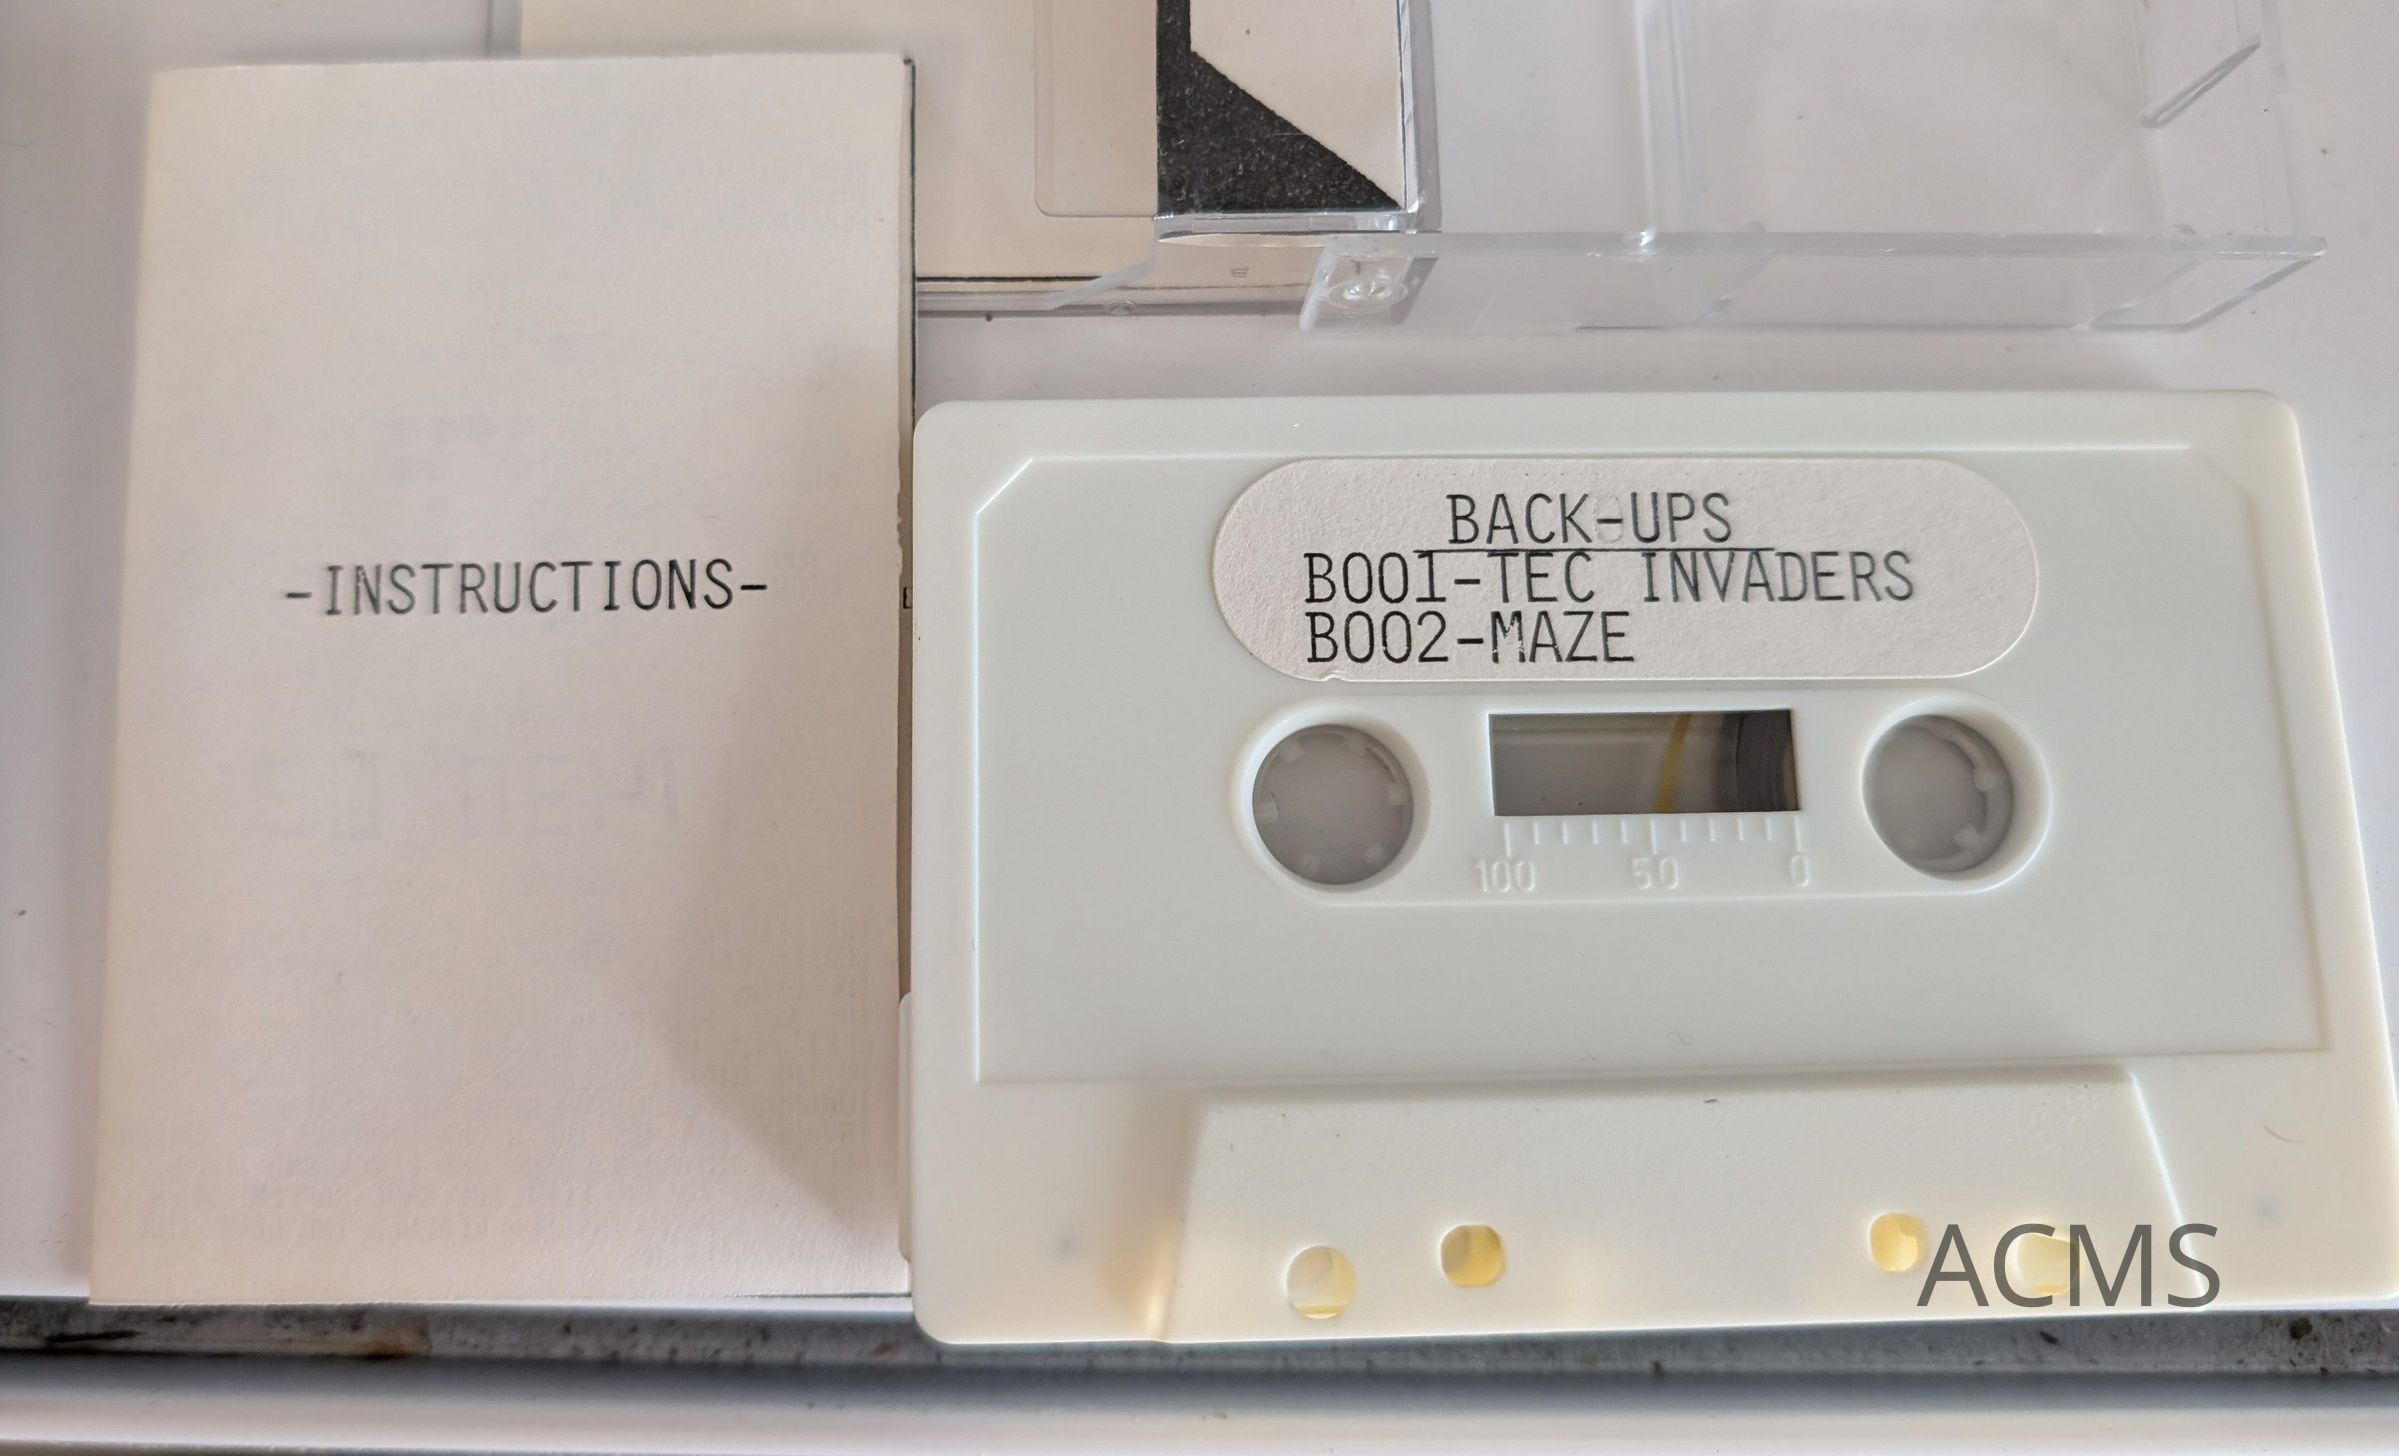 -INSTRUCTIONS-
BACK-UPS
B001-TEC INVADERS
B002-MAZE
100 50 0
ACMS